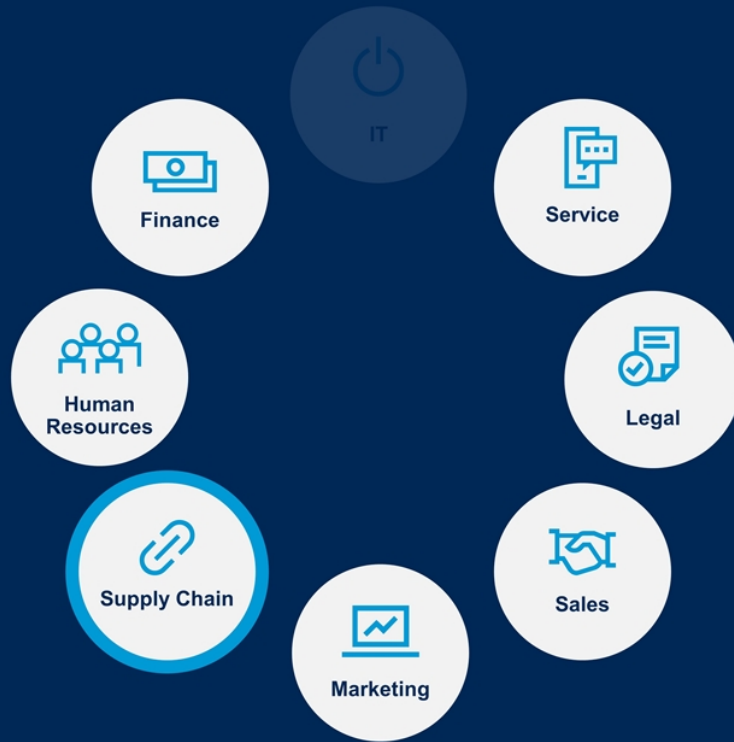 IT
Finance
Service
Human
Resources
Legal
Supply Chain
Sales
Marketing